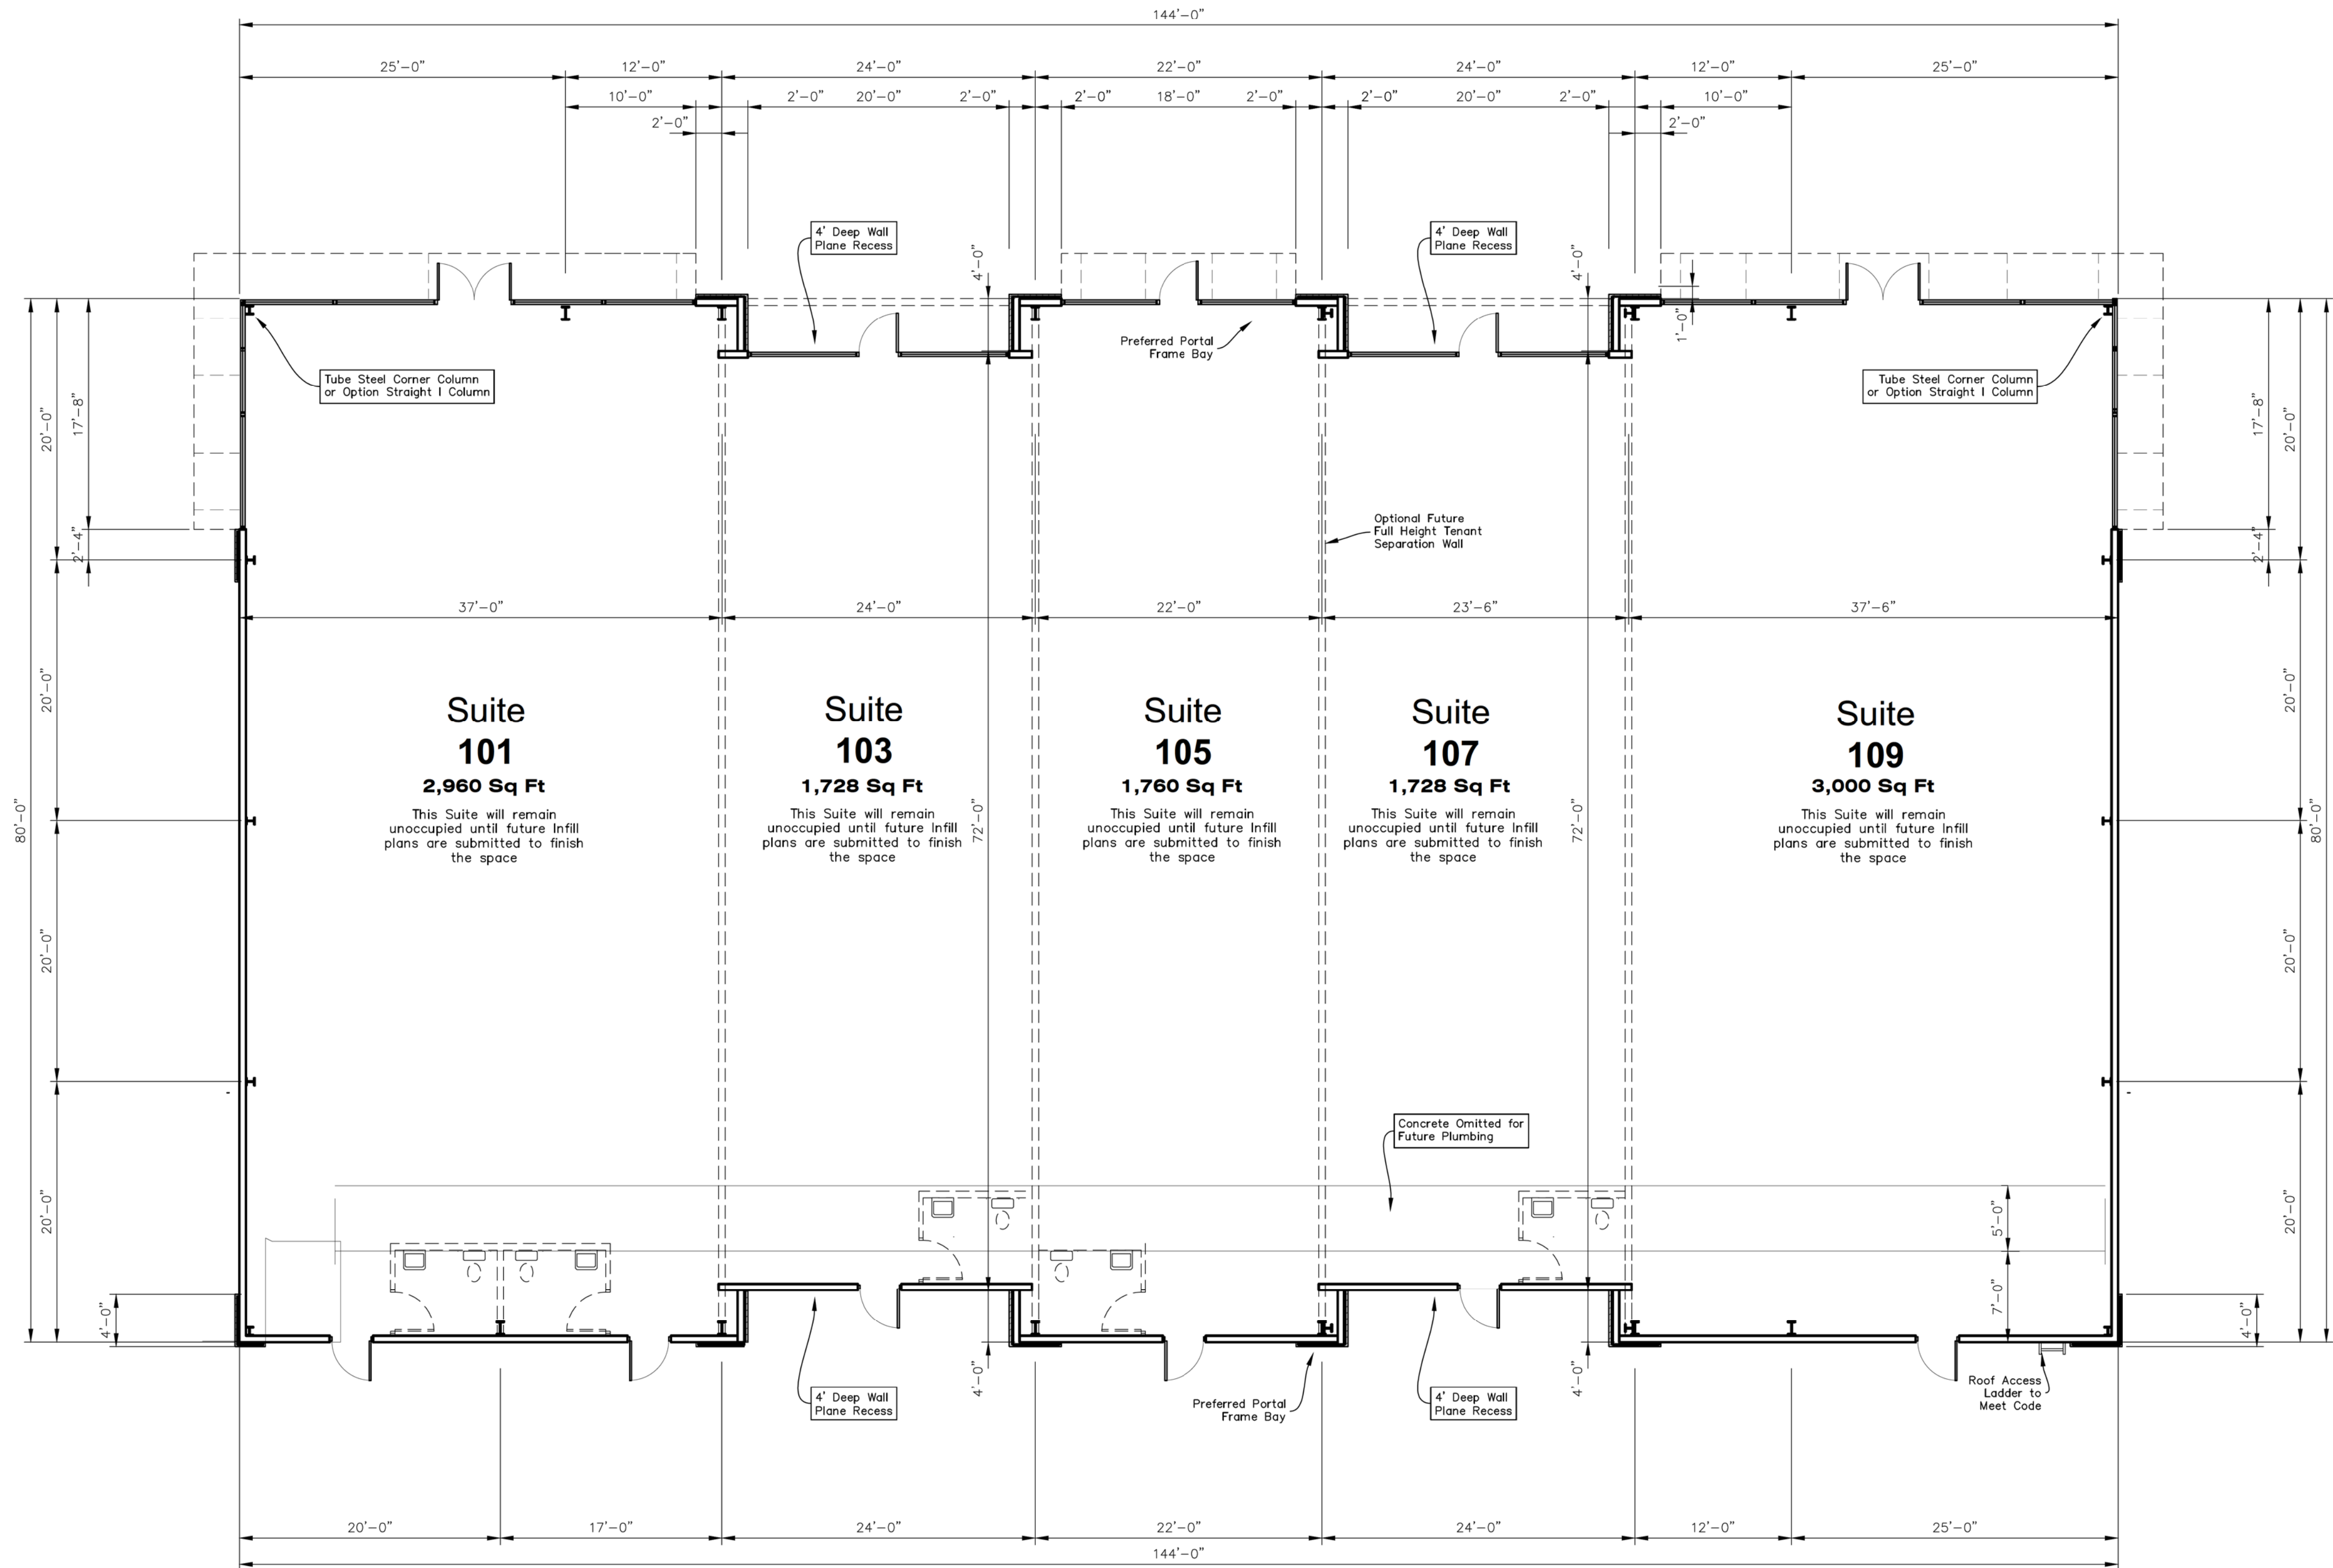 144'-0"
25'-0" 12'-0" 24'-0" 22'-0" 24'-0" 12'-0" 25'-0"
10'-0" 2'-0" 20'-0" 2'-0" 2'-0" 18'-0" 2'-0" 2'-0" 20'-0" 2'-0" 10'-0"
2'-0" 2'-0"
4' Deep Wall
Plane Recess
4' Deep Wall
Plane Recess
4'-0" 4'-0"
1'-0"
Preferred Portal
Frame Bay
Tube Steel Corner Column
or Option Straight I Column
Tube Steel Corner Column
or Option Straight I Column
20'-0" 17'-8" 17'-8" 20'-0"
2'-4" 2'-4"
Optional Future
Full Height Tenant
Separation Wall
37'-0" 24'-0" 22'-0" 23'-6" 37'-6"
20'-0" 20'-0"
Suite
101
2,960 Sq Ft
This Suite will remain
unoccupied until future Infill
plans are submitted to finish
the space
Suite
103
1,728 Sq Ft
This Suite will remain
unoccupied until future Infill
plans are submitted to finish
the space
Suite
105
1,760 Sq Ft
This Suite will remain
unoccupied until future Infill
plans are submitted to finish
the space
Suite
107
1,728 Sq Ft
This Suite will remain
unoccupied until future Infill
plans are submitted to finish
the space
Suite
109
3,000 Sq Ft
This Suite will remain
unoccupied until future Infill
plans are submitted to finish
the space
80'-0" 72'-0" 72'-0" 80'-0"
20'-0" 20'-0"
Concrete Omitted for
Future Plumbing
20'-0" 5'-0" 20'-0"
4'-0" 7'-0" 4'-0"
4'-0" 4'-0"
4' Deep Wall
Plane Recess
Preferred Portal
Frame Bay
4' Deep Wall
Plane Recess
Roof Access
Ladder to
Meet Code
20'-0" 17'-0" 24'-0" 22'-0" 24'-0" 12'-0" 25'-0"
144'-0"